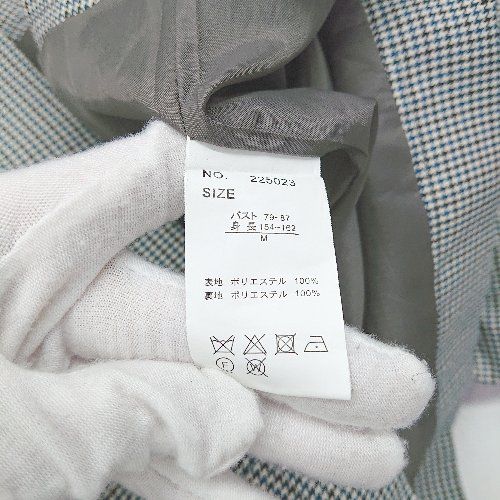 NO. 225023
SIZE
バスト 79-87
身長 154~162
M
表地 ポリエステル 100%
裏地 ポリエステル 100%